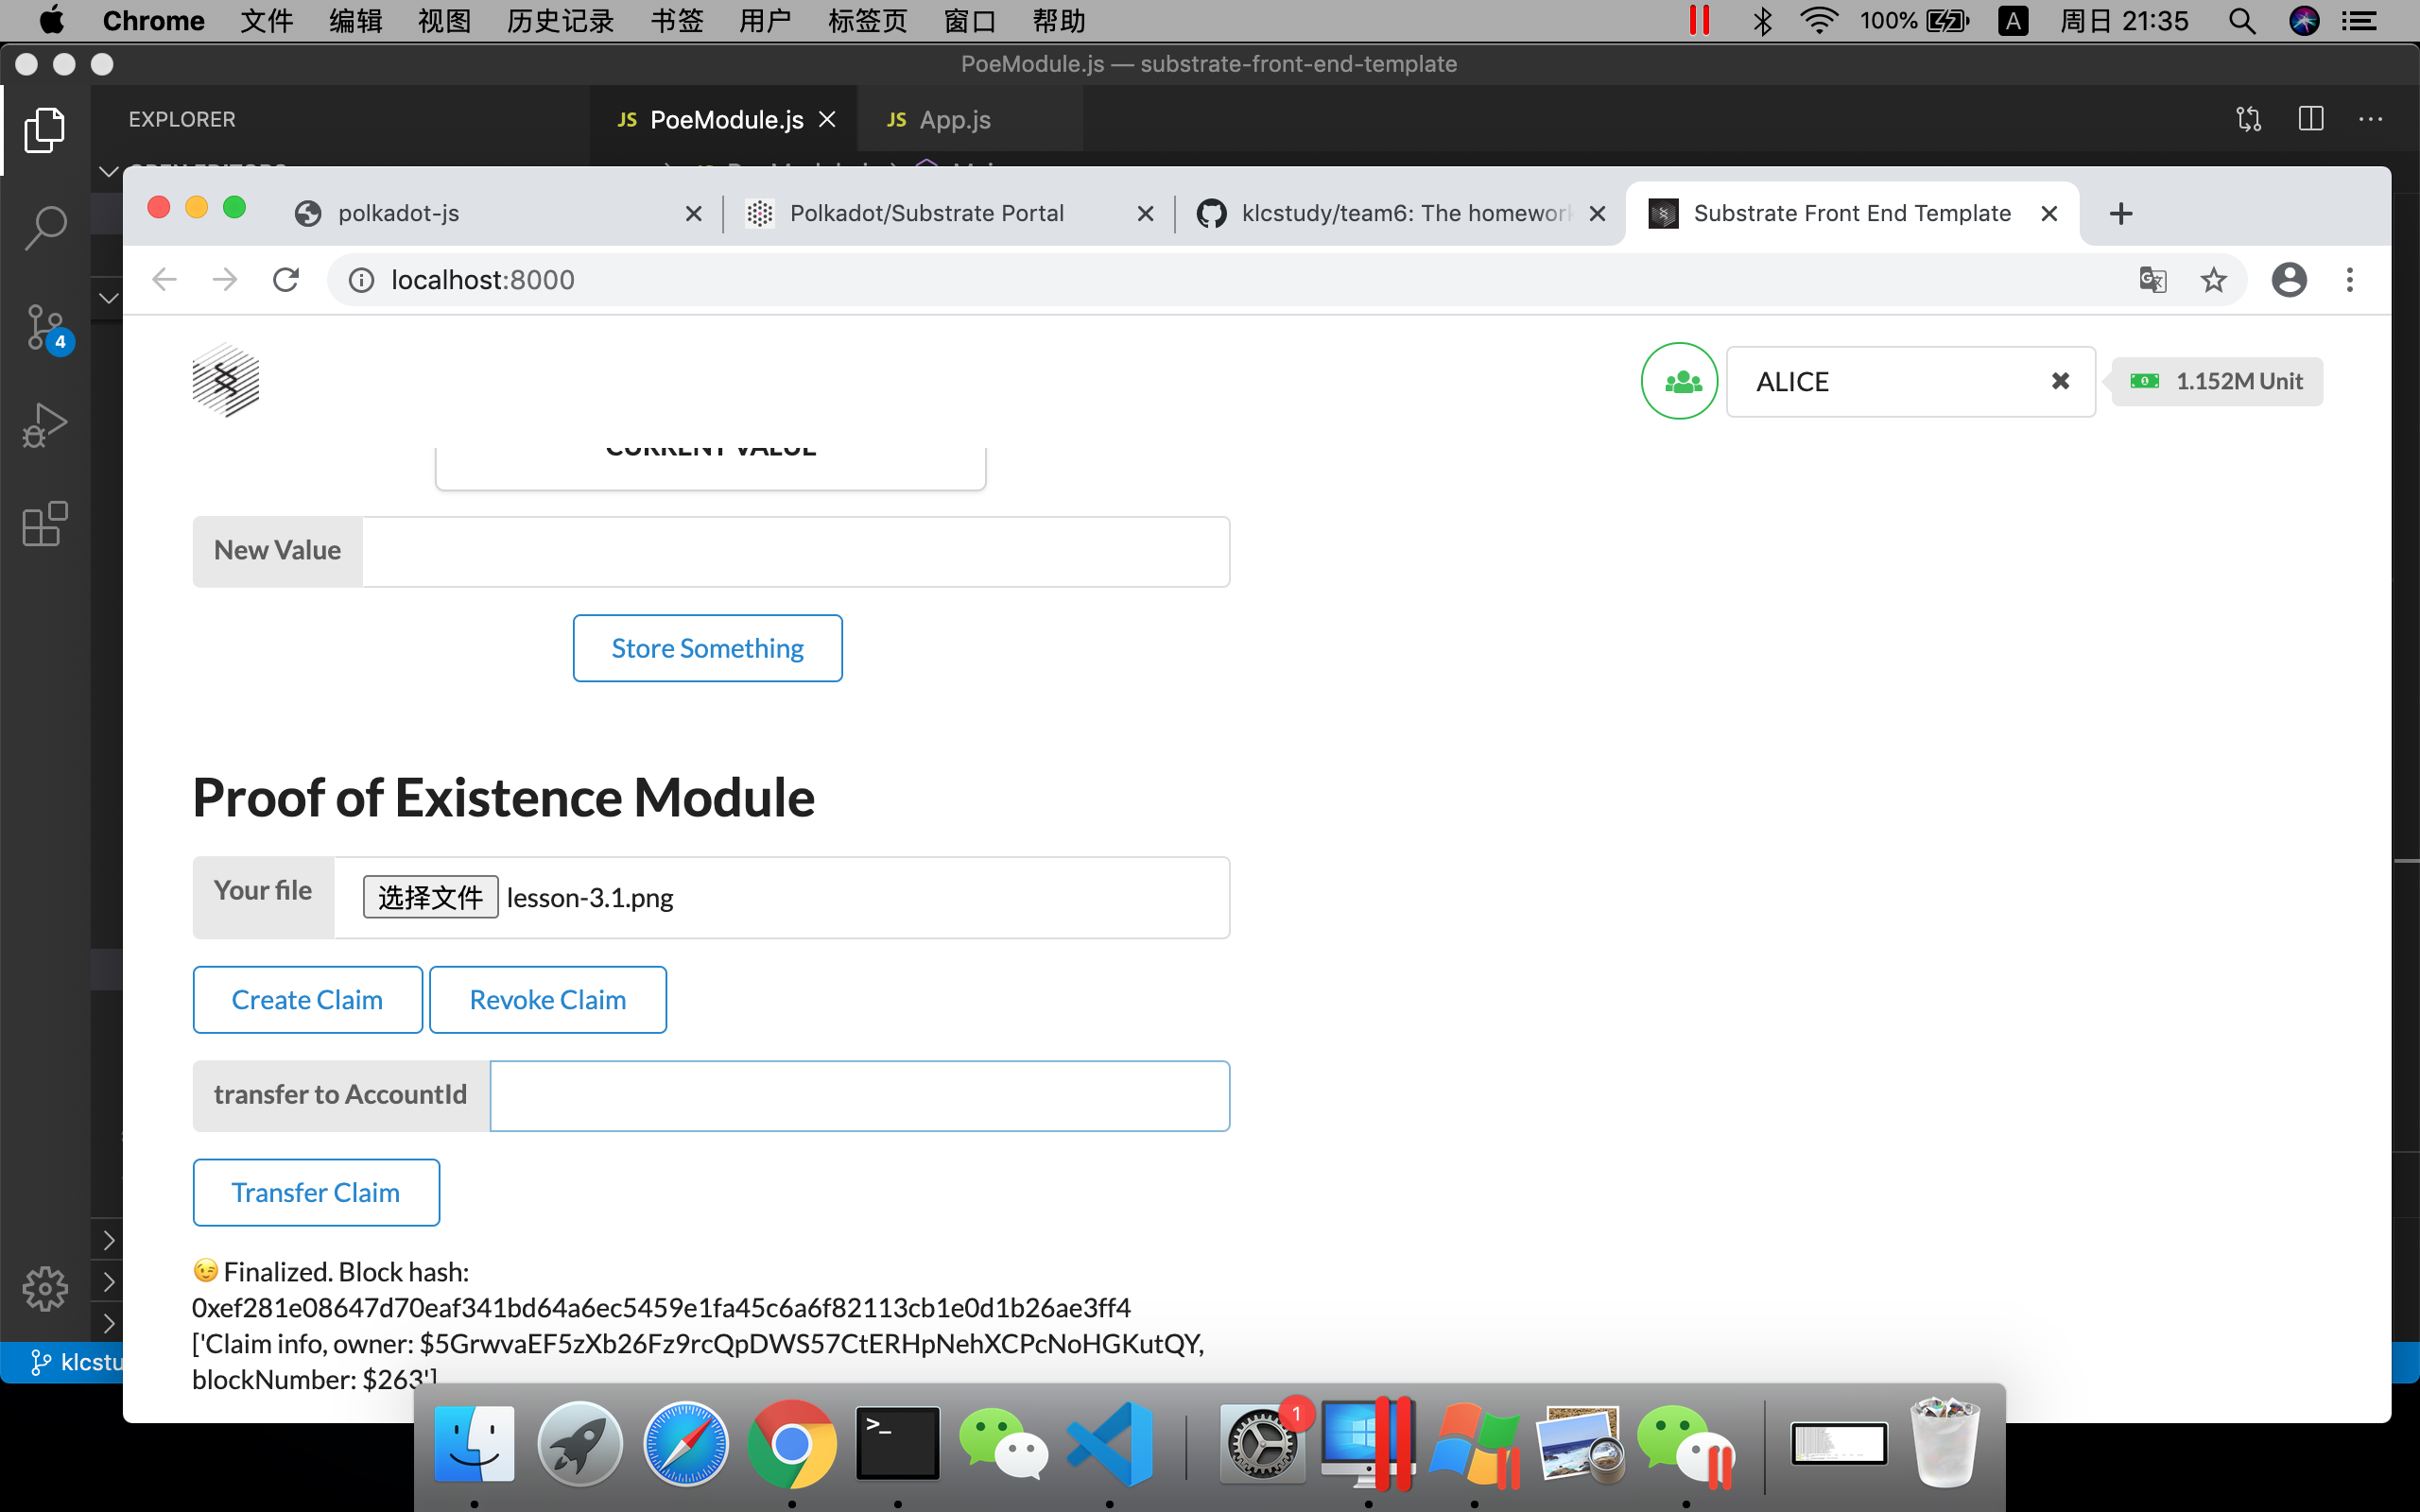 Chrome 文件 编辑 视图 历史记录 书签 用户 标签页 窗口 帮助 100% A 周日 21:35
PoeModule.js — substrate-front-end-template
EXPLORER
JS PoeModule.js
JS App.js
polkadot-js
Polkadot/Substrate Portal
klcstudy/team6: The homework
Substrate Front End Template
localhost:8000
4
ALICE
1.152M Unit
CURRENT VALUE
New Value
Store Something
Proof of Existence Module
Your file 选择文件 lesson-3.1.png
Create Claim Revoke Claim
transfer to AccountId
Transfer Claim
😉 Finalized. Block hash:
0xef281e08647d70eaf341bd64a6ec5459e1fa45c6a6f82113cb1e0d1b26ae3ff4
['Claim info, owner: $5GrwvaEF5zXb26Fz9rcQpDWS57CtERHpNehXCPcNoHGKutQY,
blockNumber: $263']
klcstu
1